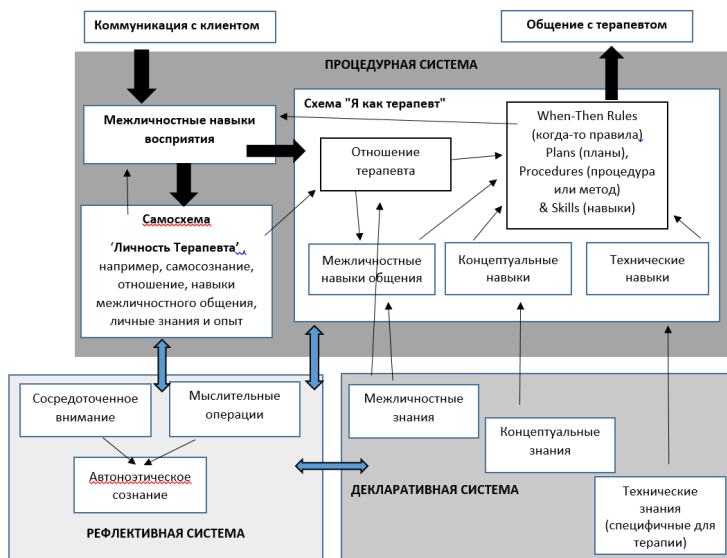 Коммуникация с клиентом
Общение с терапевтом
ПРОЦЕДУРНАЯ СИСТЕМА
Межличностные навыки
восприятия
Схема "Я как терапевт"
Отношение
терапевта
When-Then Rules
(когда-то правила)
Plans (планы),
Procedures (процедура
или метод)
& Skills (навыки)
Самосхема
‘Личность Терапевта’,
например, самосознание,
отношение, навыки
межличностного общения,
личные знания и опыт
Межличностные
навыки общения
Концептуальные
навыки
Технические
навыки
Сосредоточенное
внимание
Мыслительные
операции
Автоноэтическое
сознание
РЕФЛЕКТИВНАЯ СИСТЕМА
Межличностные
знания
Концептуальные
знания
ДЕКЛАРАТИВНАЯ СИСТЕМА
Технические
знания
(специфичные для
терапии)